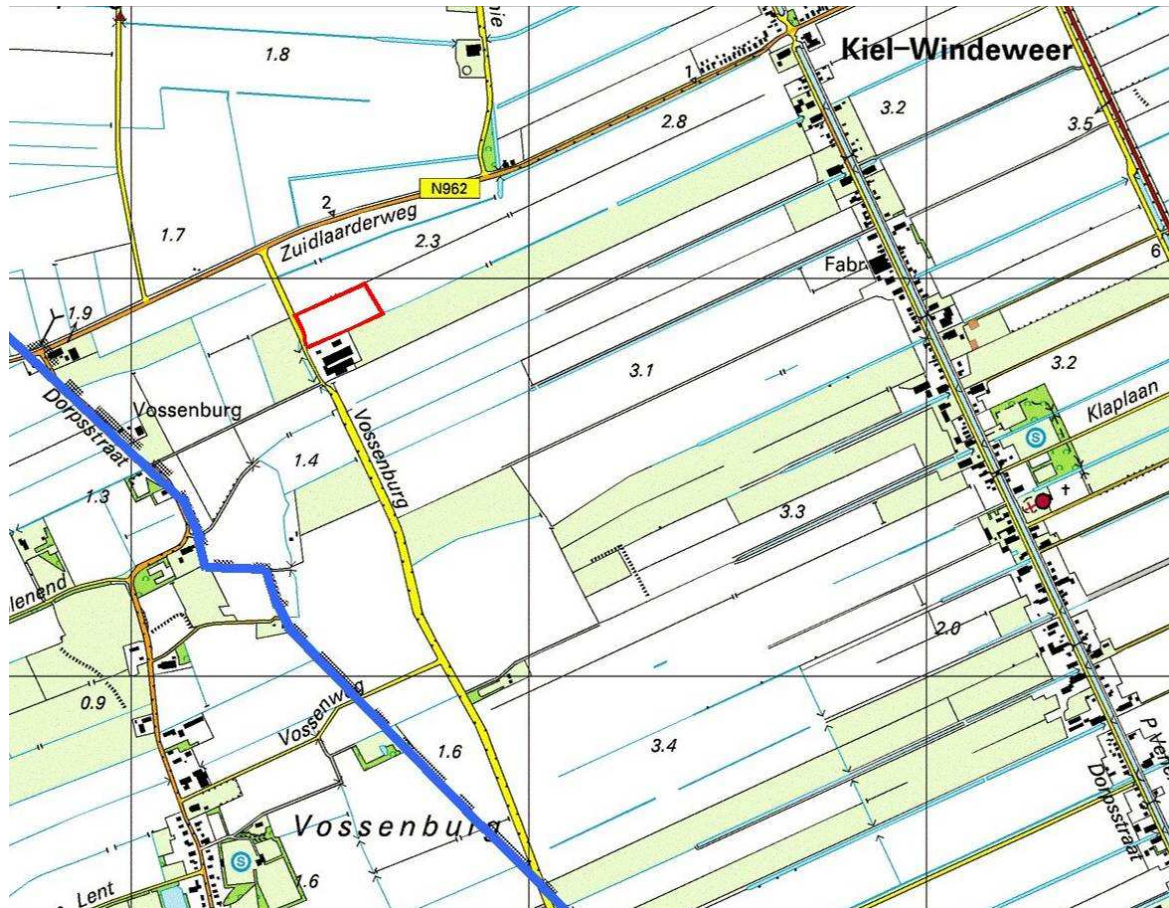 1.8
Kiel-Windeweer
1
3.2
2.8
3.5
N962
2
Zuidlaarderweg
1.7
2.3
Fabr.
6
1.9
3.1
3.2
Klaplaan
Dorpsstraat
Vossenburg
Vossenburg
1.4
1.3
3.3
S
lenend
2.0
0.9
Vossenweg
1.6
3.4
Dorpsstraat
Vossenburg
S
1.6
Lent